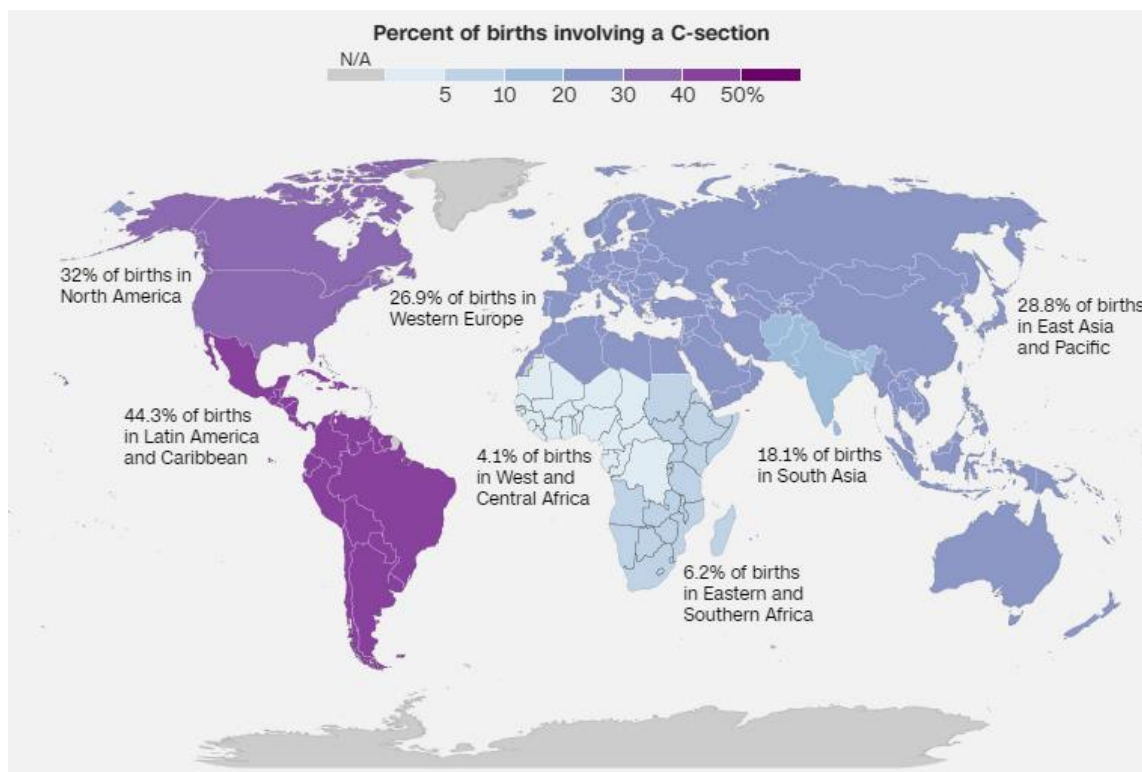 Percent of births involving a C-section
N/A
5 10 20 30 40 50%
32% of births in
North America
26.9% of births in
Western Europe
28.8% of births
in East Asia
and Pacific
44.3% of births
in Latin America
and Caribbean
4.1% of births
in West and
Central Africa
18.1% of births
in South Asia
6.2% of births
in Eastern and
Southern Africa